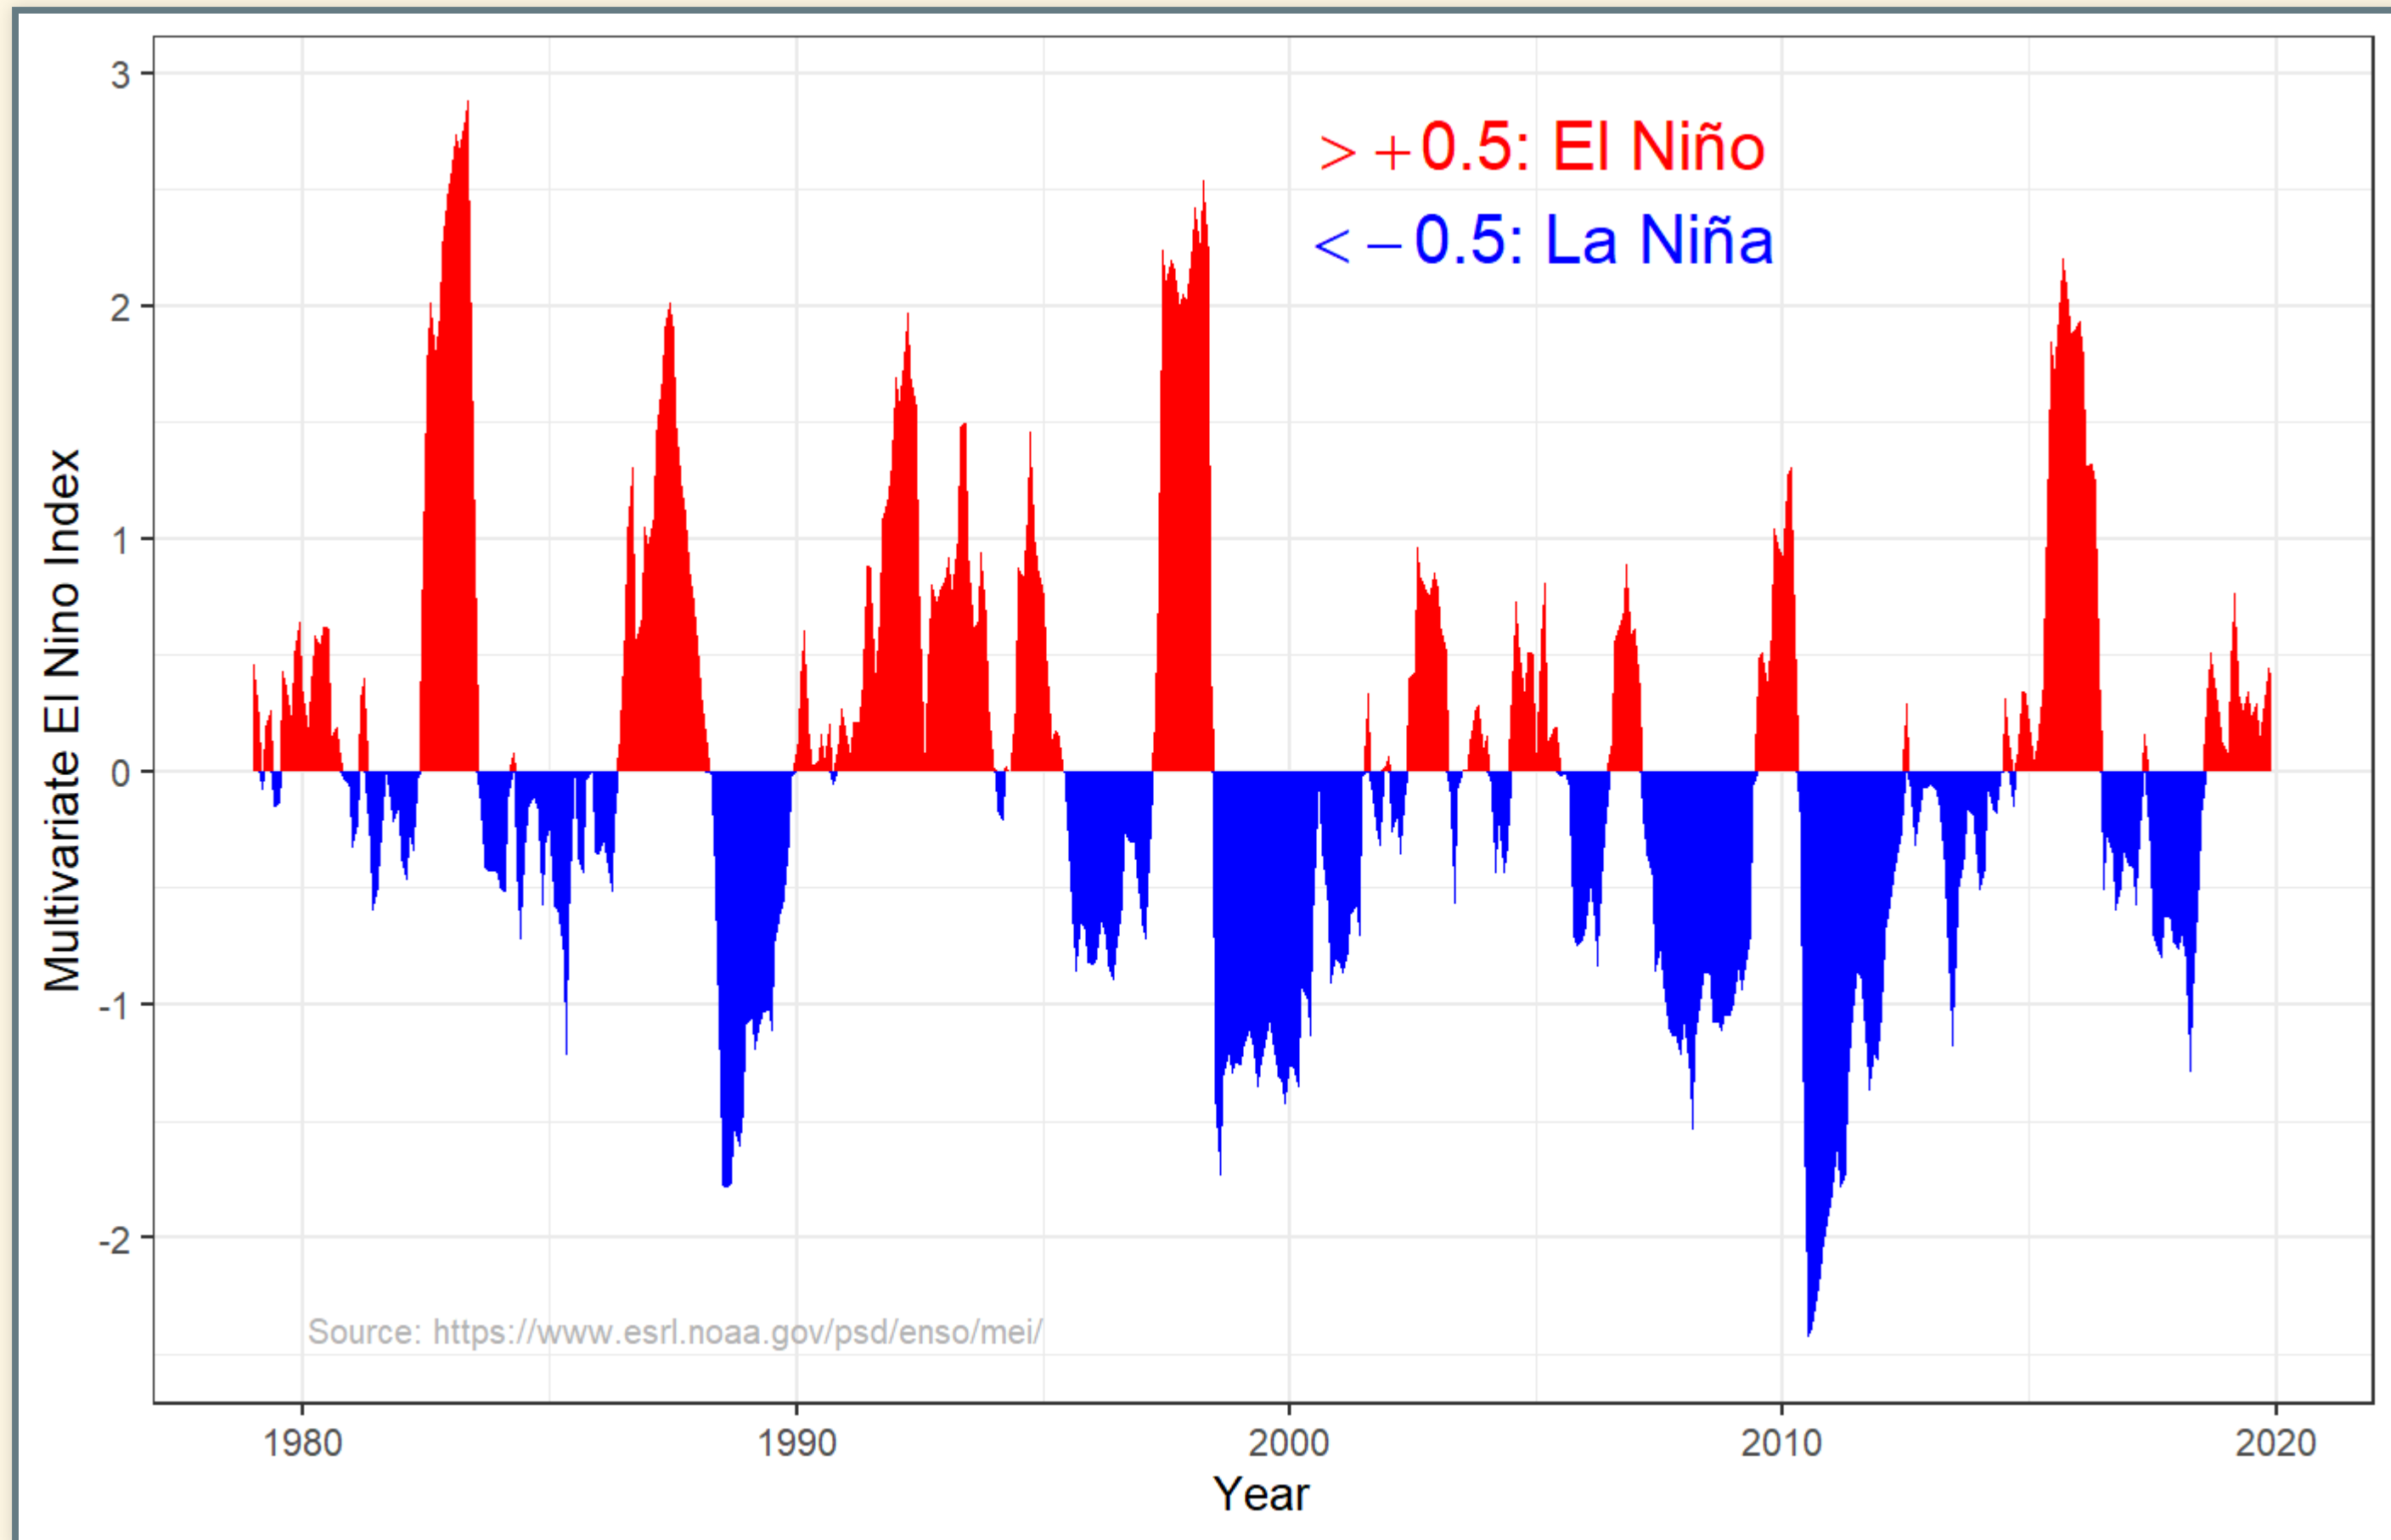 3
> +0.5: El Niño
< −0.5: La Niña
2
1
0
-1
-2
Multivariate El Nino Index
Source: https://www.esrl.noaa.gov/psd/enso/mei/
1980 1990 2000 2010 2020
Year